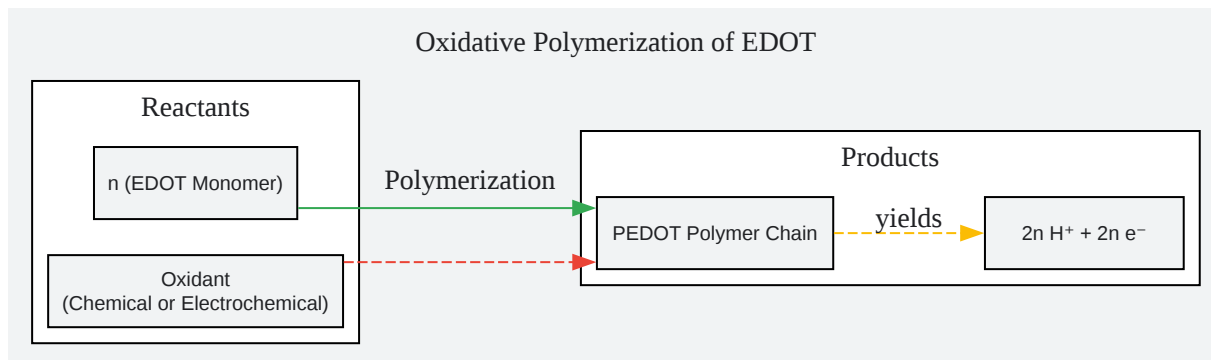 Oxidative Polymerization of EDOT
Reactants
n (EDOT Monomer)
Oxidant
(Chemical or Electrochemical)
Polymerization
Products
PEDOT Polymer Chain
yields
2n H⁺ + 2n e⁻